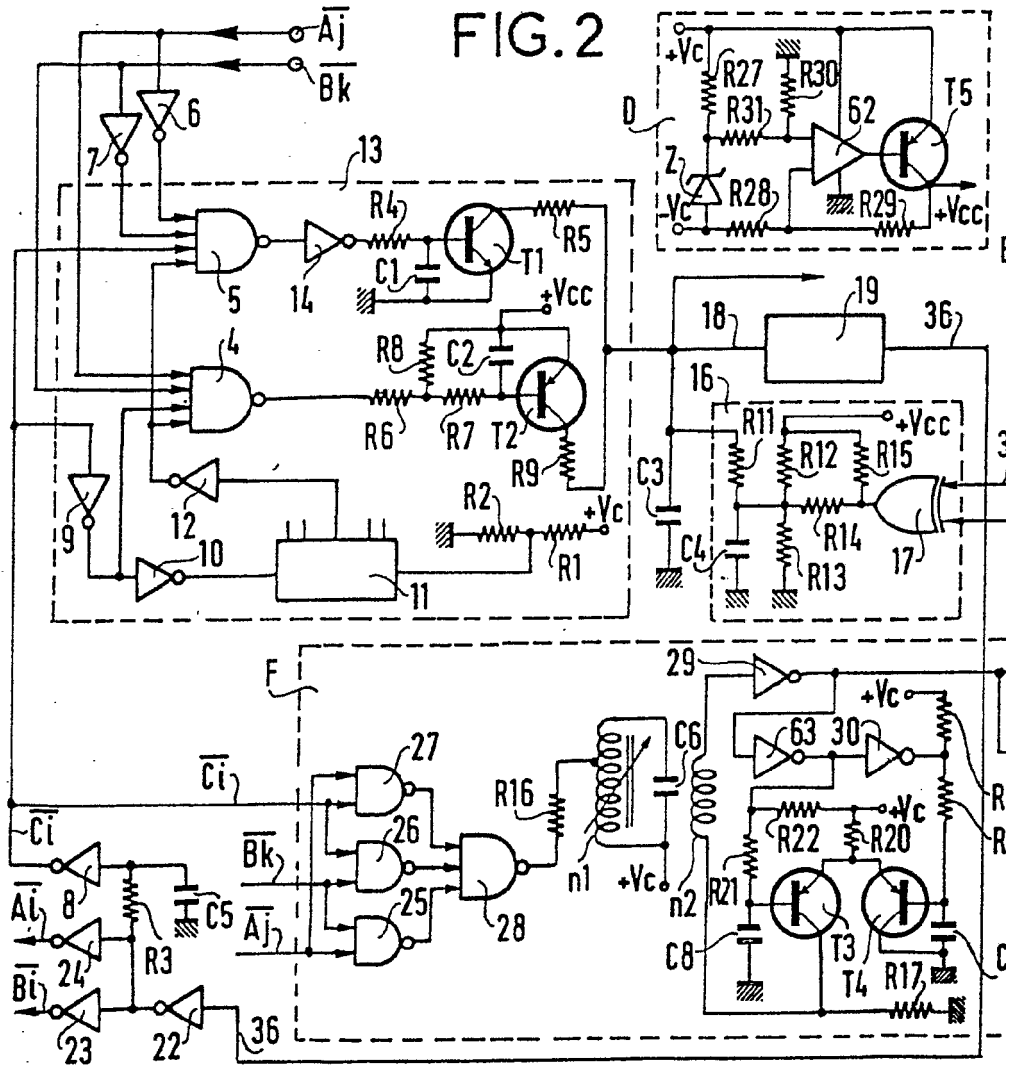 FIG. 2
Aj
Bk
6
7
13
5
14
R4
C1
T1
R5
+Vcc
4
R8
C2
R6
R7
T2
R9
+Vc
R2
R1
12
9
10
11
D
+Vc
R27
R30
R31
62
T5
Z
-Vc
R28
R29
+Vcc
18
19
36
16
R11
+Vcc
R12
R15
C3
C4
R14
R13
17
F
29
+Vc
63
30
Ci
27
C6
R16
26
Bk
25
Aj
28
n1
+Vc
n2
R22
+Vc
R20
R21
C8
T3
T4
R17
Ci
8
C5
Ai
24
R3
Bi
23
22
36